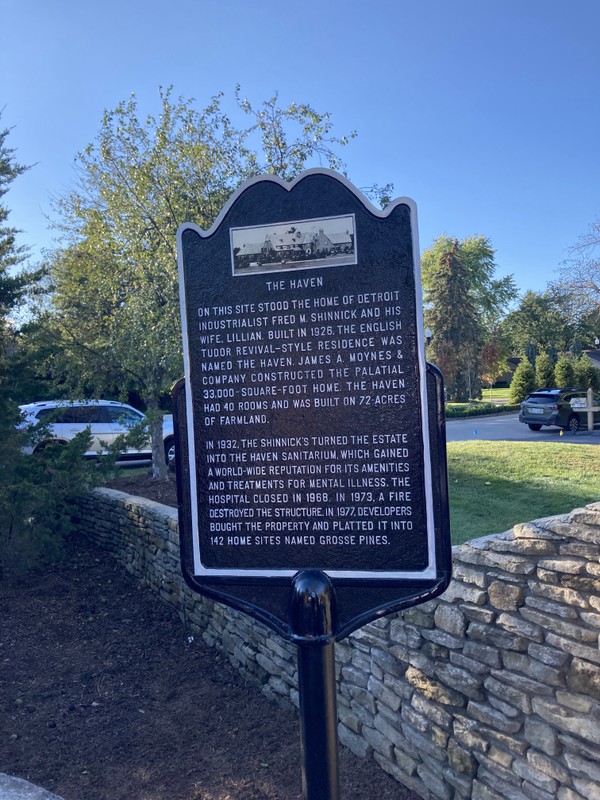 THE HAVEN
ON THIS SITE STOOD THE HOME OF DETROIT
INDUSTRIALIST FRED M. SHINNICK AND HIS
WIFE, LILLIAN. BUILT IN 1926, THE ENGLISH
TUDOR REVIVAL-STYLE RESIDENCE WAS
NAMED THE HAVEN. JAMES A. MOYNES &
COMPANY CONSTRUCTED THE PALATIAL
33,000-SQUARE-FOOT HOME. THE HAVEN
HAD 40 ROOMS AND WAS BUILT ON 72-ACRES
OF FARMLAND.
IN 1932, THE SHINNICK'S TURNED THE ESTATE
INTO THE HAVEN SANITARIUM, WHICH GAINED
A WORLD-WIDE REPUTATION FOR ITS AMENITIES
AND TREATMENTS FOR MENTAL ILLNESS. THE
HOSPITAL CLOSED IN 1968. IN 1973, A FIRE
DESTROYED THE STRUCTURE. IN 1977, DEVELOPERS
BOUGHT THE PROPERTY AND PLATTED IT INTO
142 HOME SITES NAMED GROSSE PINES.